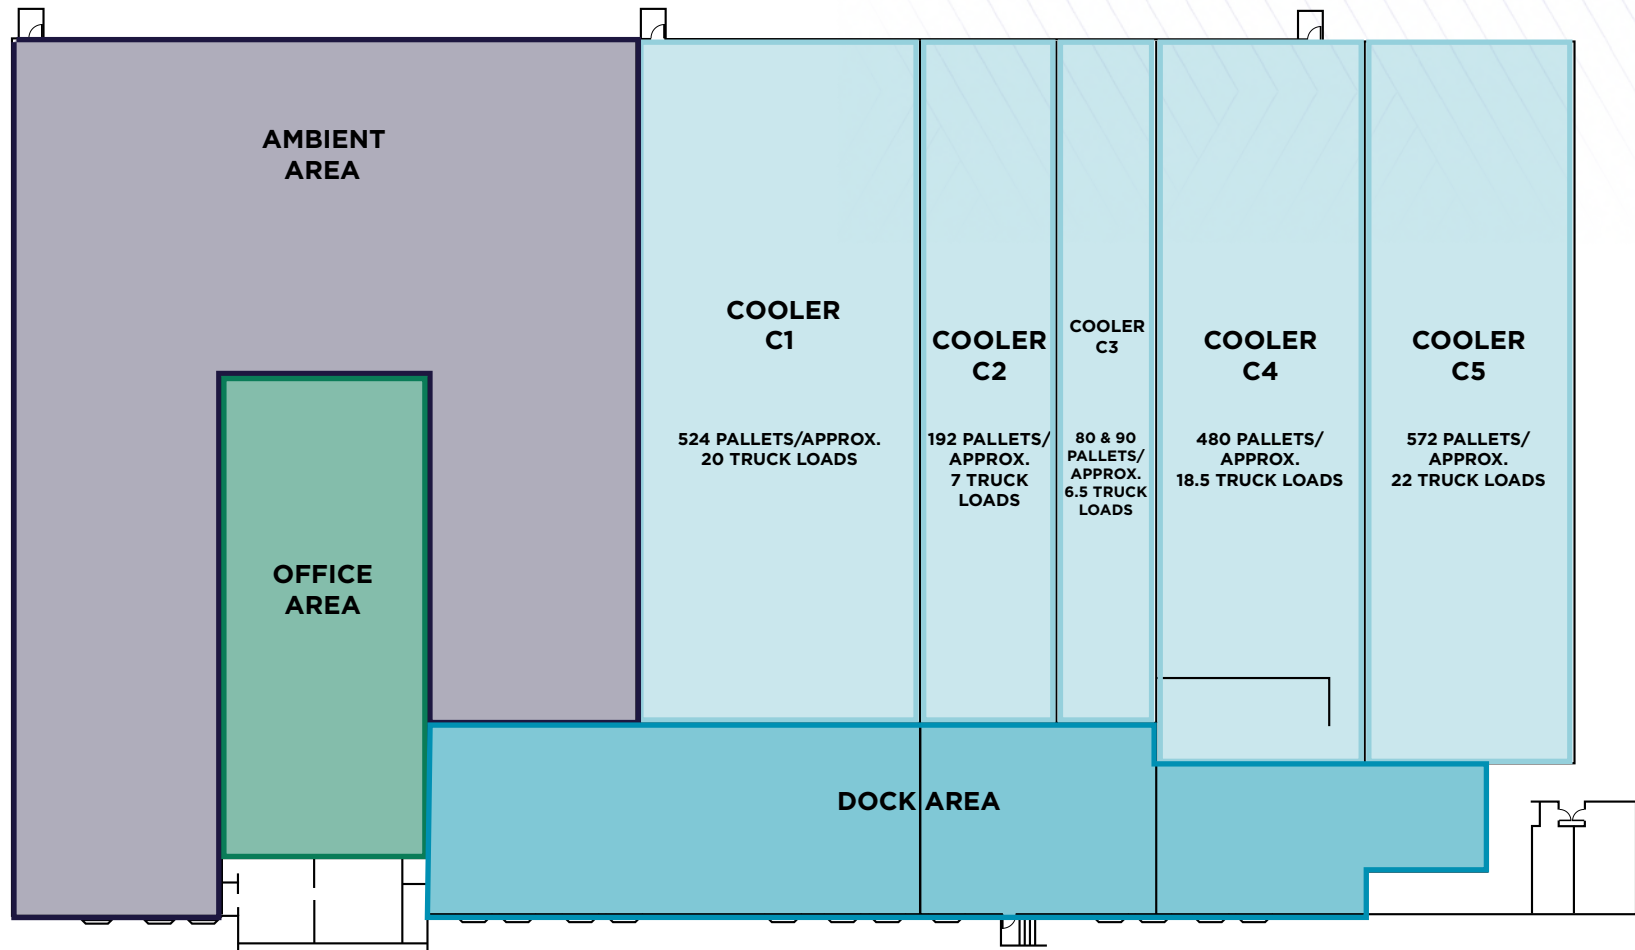 AMBIENT
AREA
OFFICE
AREA
COOLER
C1
524 PALLETS/APPROX.
20 TRUCK LOADS
COOLER
C2
192 PALLETS/
APPROX.
7 TRUCK
LOADS
COOLER
C3
80 & 90
PALLETS/
APPROX.
6.5 TRUCK
LOADS
COOLER
C4
480 PALLETS/
APPROX.
18.5 TRUCK LOADS
COOLER
C5
572 PALLETS/
APPROX.
22 TRUCK LOADS
DOCK AREA